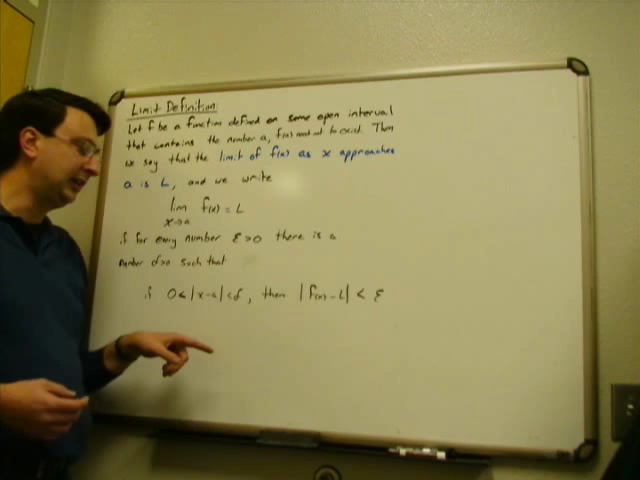 Limit Definition:
Let f be a function defined on some open interval
that contains the number a, f(a) need not to exist. Then
we say that the limit of f(x) as x approaches
a is L, and we write
lim f(x) = L
x→a
if for every number ε>0 there is a
number δ>0 such that
if 0<|x-a|<δ, then |f(x)-L| < ε